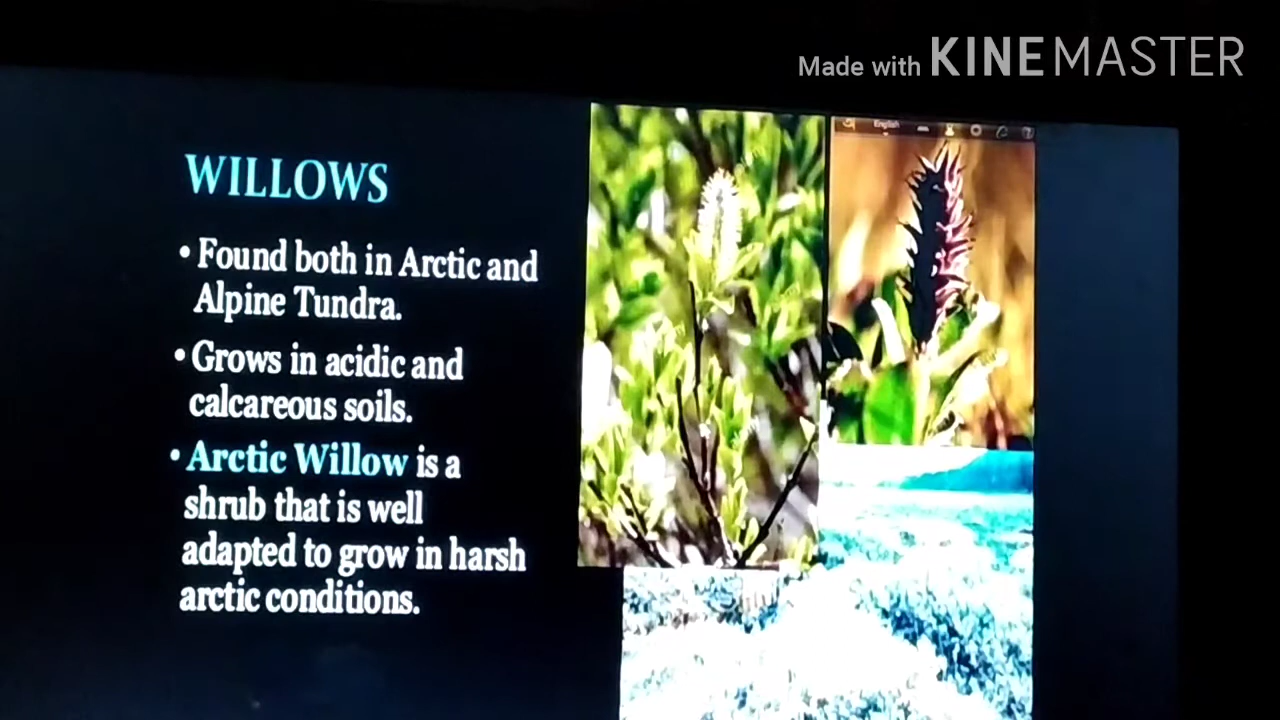 Made with KINEMASTER
WILLOWS
English
• Found both in Arctic and
Alpine Tundra.
• Grows in acidic and
calcareous soils.
• Arctic Willow is a
shrub that is well
adapted to grow in harsh
arctic conditions.